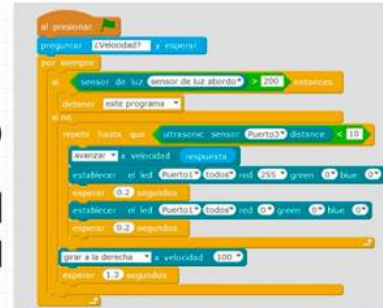 al presionar
preguntar ¿Velocidad? y esperar
por siempre
si sensor de luz sensor de luz abordo > 200 entonces
detener este programa
si no
repetir hasta que ultrasonic sensor Puerto3 distance < 10
avanzar a velocidad respuesta
establecer el led Puerto1 todos red 255 green 0 blue 0
esperar 0.2 segundos
establecer el led Puerto1 todos red 0 green 0 blue 0
esperar 0.2 segundos
girar a la derecha a velocidad 100
esperar 1.3 segundos